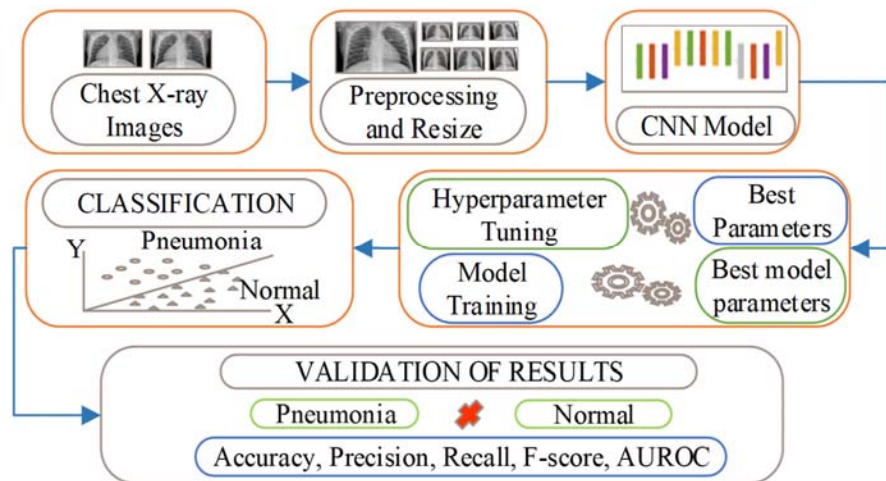 Chest X-ray
Images
Preprocessing
and Resize
CNN Model
Hyperparameter
Tuning
Best
Parameters
Model
Training
Best model
parameters
CLASSIFICATION
Y
Pneumonia
Normal
X
VALIDATION OF RESULTS
Pneumonia
Normal
Accuracy, Precision, Recall, F-score, AUROC